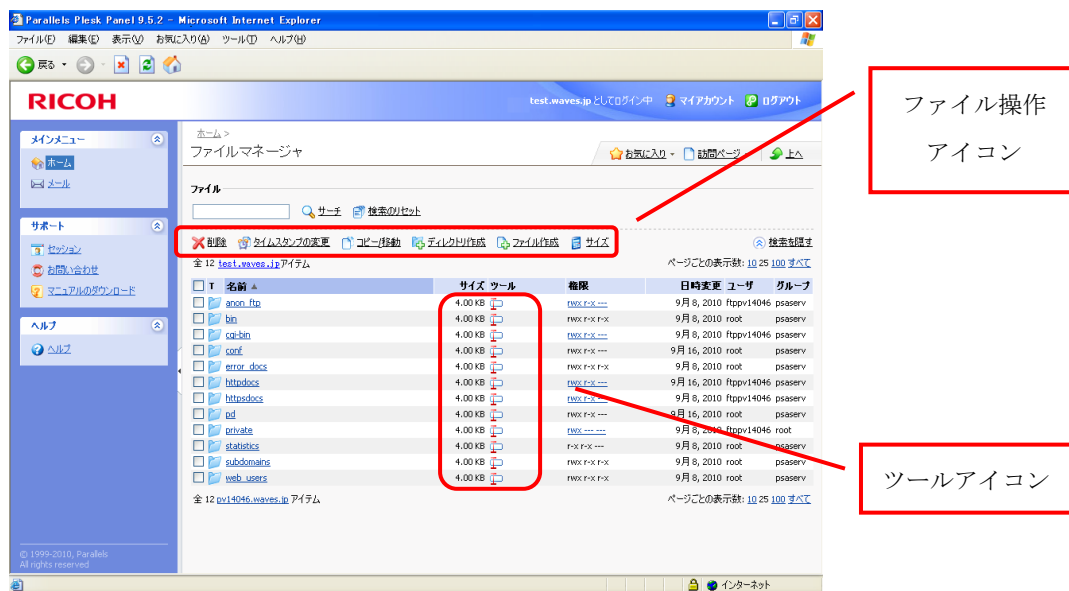 Parallels Plesk Panel 9.5.2 - Microsoft Internet Explorer
ファイル(F) 編集(E) 表示(V) お気に入り(A) ツール(T) ヘルプ(H)
戻る
RICOH
test.waves.jp としてログイン中 マイアカウント ログアウト
メインメニュー
ホーム
メール
サポート
セッション
お問い合わせ
マニュアルのダウンロード
ヘルプ
ヘルプ
© 1999-2010, Parallels
All rights reserved
ホーム >
ファイルマネージャ
お気に入り 訪問ページ 上へ
ファイル
サーチ 検索のリセット
削除 タイムスタンプの変更 コピー/移動 ディレクトリ作成 ファイル作成 サイズ 検索を隠す
全 12 test.waves.jpアイテム ページごとの表示数: 10 25 100 すべて
T 名前 サイズ ツール 権限 日時変更 ユーザ グループ
anon_ftp 4.00 KB rwx r-x --- 9月 8, 2010 ftppv14046 psaserv
bin 4.00 KB rwx r-x r-x 9月 8, 2010 root psaserv
cgi-bin 4.00 KB rwx r-x --- 9月 8, 2010 ftppv14046 psaserv
conf 4.00 KB rwx r-x --- 9月 16, 2010 root psaserv
error_docs 4.00 KB rwx r-x r-x 9月 8, 2010 root psaserv
httpdocs 4.00 KB rwx r-x --- 9月 16, 2010 ftppv14046 psaserv
httpsdocs 4.00 KB rwx r-x --- 9月 8, 2010 ftppv14046 psaserv
pd 4.00 KB rwx r-x --- 9月 16, 2010 root psaserv
private 4.00 KB rwx --- --- 9月 8, 2010 ftppv14046 root
statistics 4.00 KB r-x r-x --- 9月 8, 2010 root psaserv
subdomains 4.00 KB rwx r-x r-x 9月 8, 2010 root psaserv
web_users 4.00 KB rwx r-x r-x 9月 8, 2010 root psaserv
全 12 pv14046.waves.jp アイテム ページごとの表示数: 10 25 100 すべて
インターネット
ファイル操作
アイコン
ツールアイコン